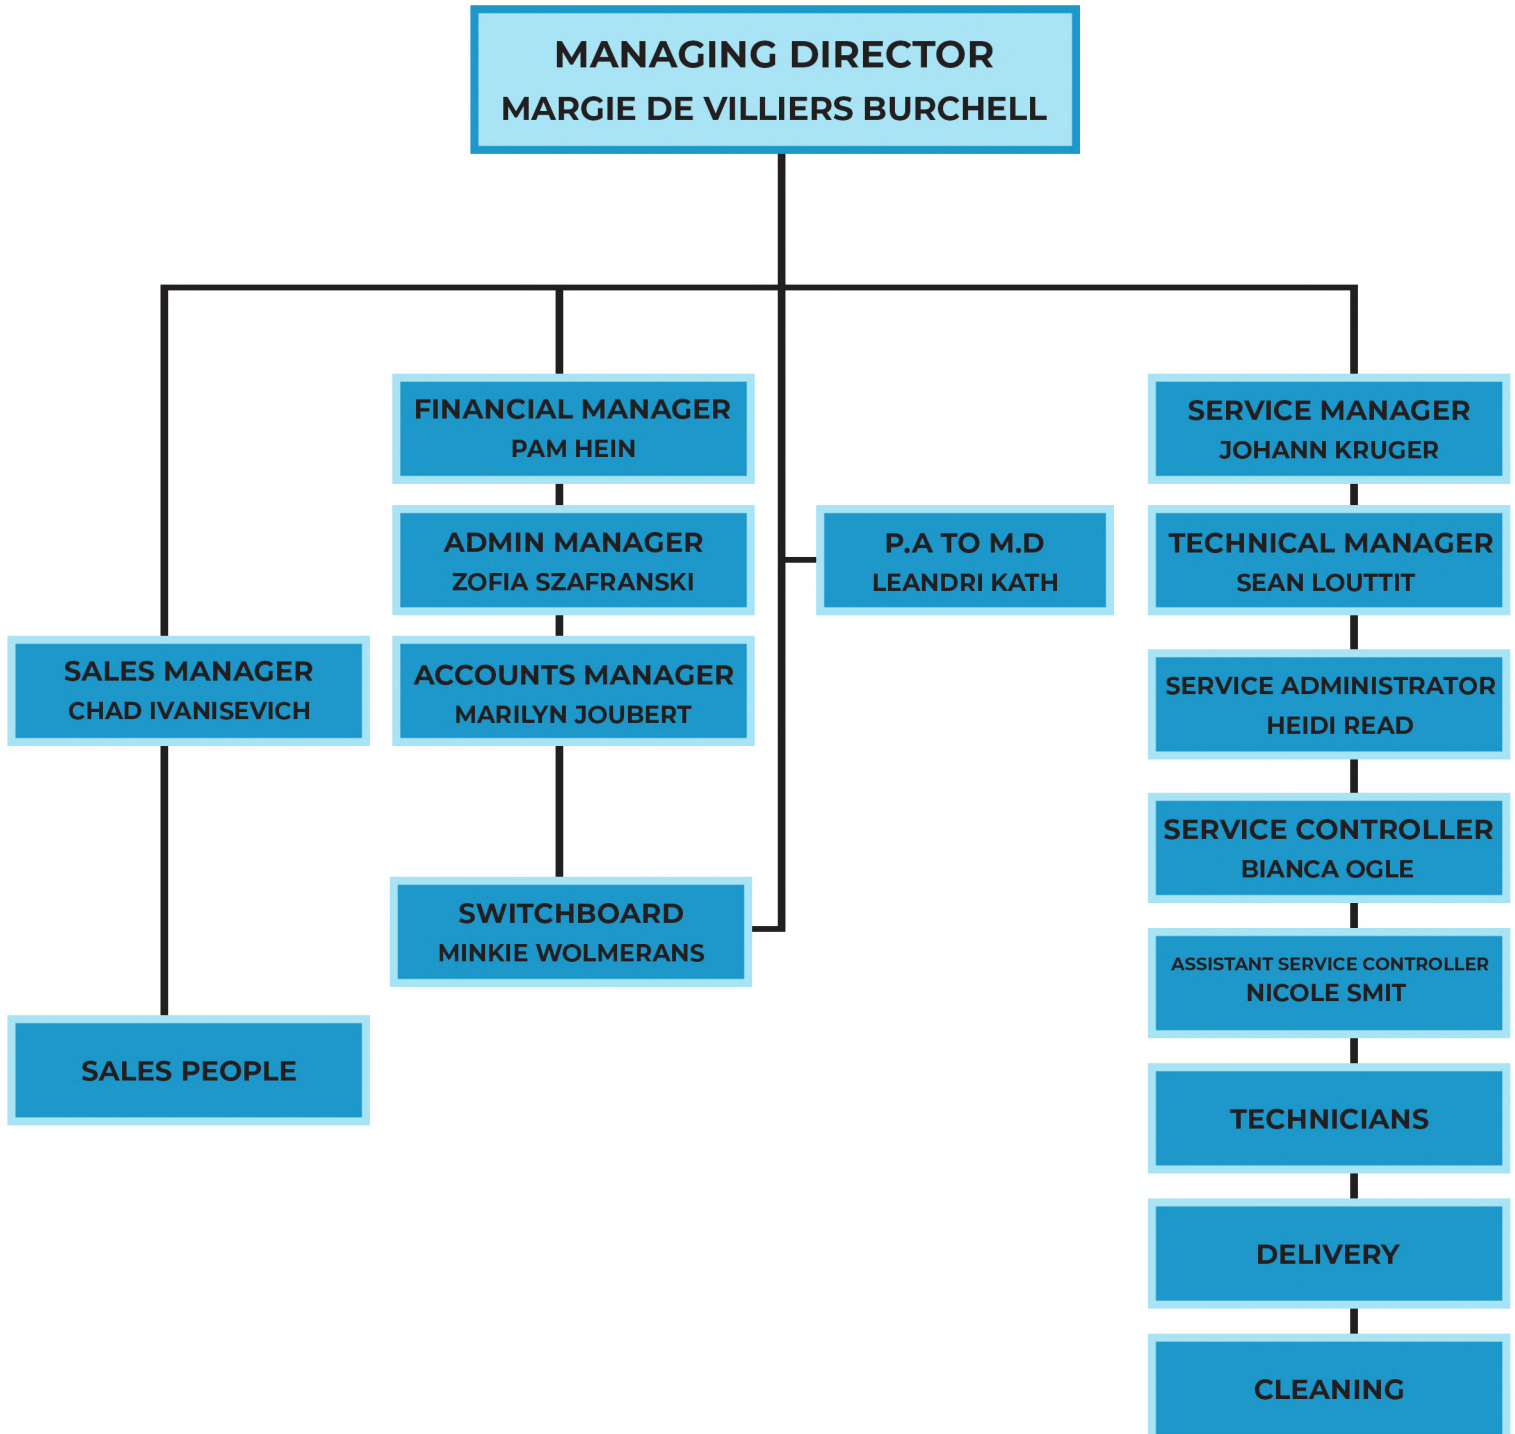 MANAGING DIRECTOR
MARGIE DE VILLIERS BURCHELL
FINANCIAL MANAGER
PAM HEIN
SERVICE MANAGER
JOHANN KRUGER
ADMIN MANAGER
ZOFIA SZAFRANSKI
P.A TO M.D
LEANDRI KATH
TECHNICAL MANAGER
SEAN LOUTTIT
SALES MANAGER
CHAD IVANISEVICH
ACCOUNTS MANAGER
MARILYN JOUBERT
SERVICE ADMINISTRATOR
HEIDI READ
SERVICE CONTROLLER
BIANCA OGLE
SWITCHBOARD
MINKIE WOLMERANS
ASSISTANT SERVICE CONTROLLER
NICOLE SMIT
SALES PEOPLE
TECHNICIANS
DELIVERY
CLEANING